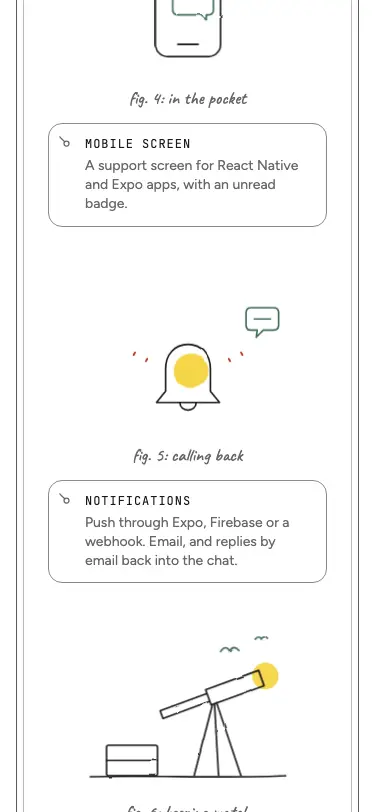 fig. 4: in the pocket
MOBILE SCREEN
A support screen for React Native
and Expo apps, with an unread
badge.
fig. 5: calling back
NOTIFICATIONS
Push through Expo, Firebase or a
webhook. Email, and replies by
email back into the chat.